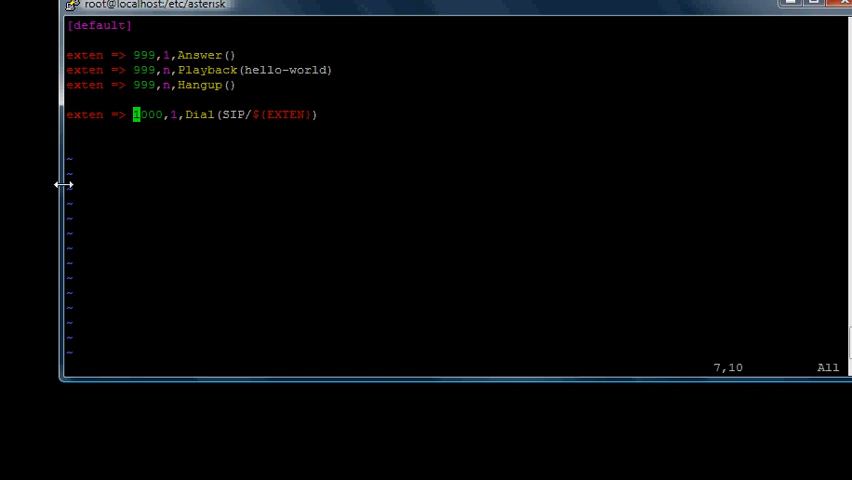 root@localhost:/etc/asterisk
[default]
exten => 999,1,Answer()
exten => 999,n,Playback(hello-world)
exten => 999,n,Hangup()
exten => 1000,1,Dial(SIP/${EXTEN})
~
~
~
~
~
~
~
~
~
~
~
~
~
~
7,10 All